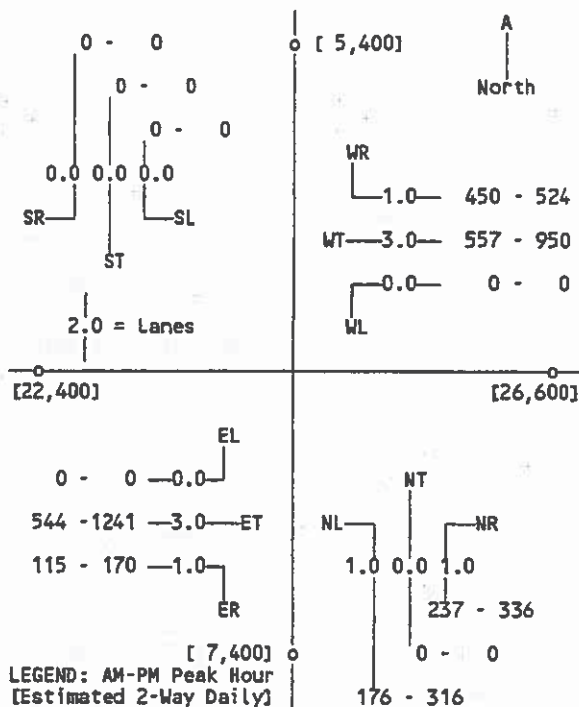 0 - 0
[ 5,400]
A
North
0 - 0
0 - 0
WR
0.0 0.0 0.0
1.0 450 - 524
SR SL
WT 3.0 557 - 950
ST
0.0 0 - 0
WL
2.0 = Lanes
[22,400] [26,600]
EL
0 - 0 0.0
NT
544 -1241 3.0 ET
NL NR
115 - 170 1.0
1.0 0.0 1.0
ER
237 - 336
[ 7,400] 0 - 0
LEGEND: AM-PM Peak Hour
[Estimated 2-Way Daily] 176 - 316